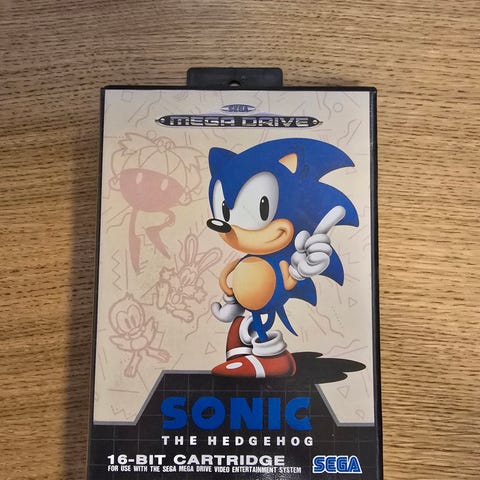 SEGA
MEGA DRIVE
SONIC
THE HEDGEHOG
16-BIT CARTRIDGE
FOR USE WITH THE SEGA MEGA DRIVE VIDEO ENTERTAINMENT SYSTEM
SEGA